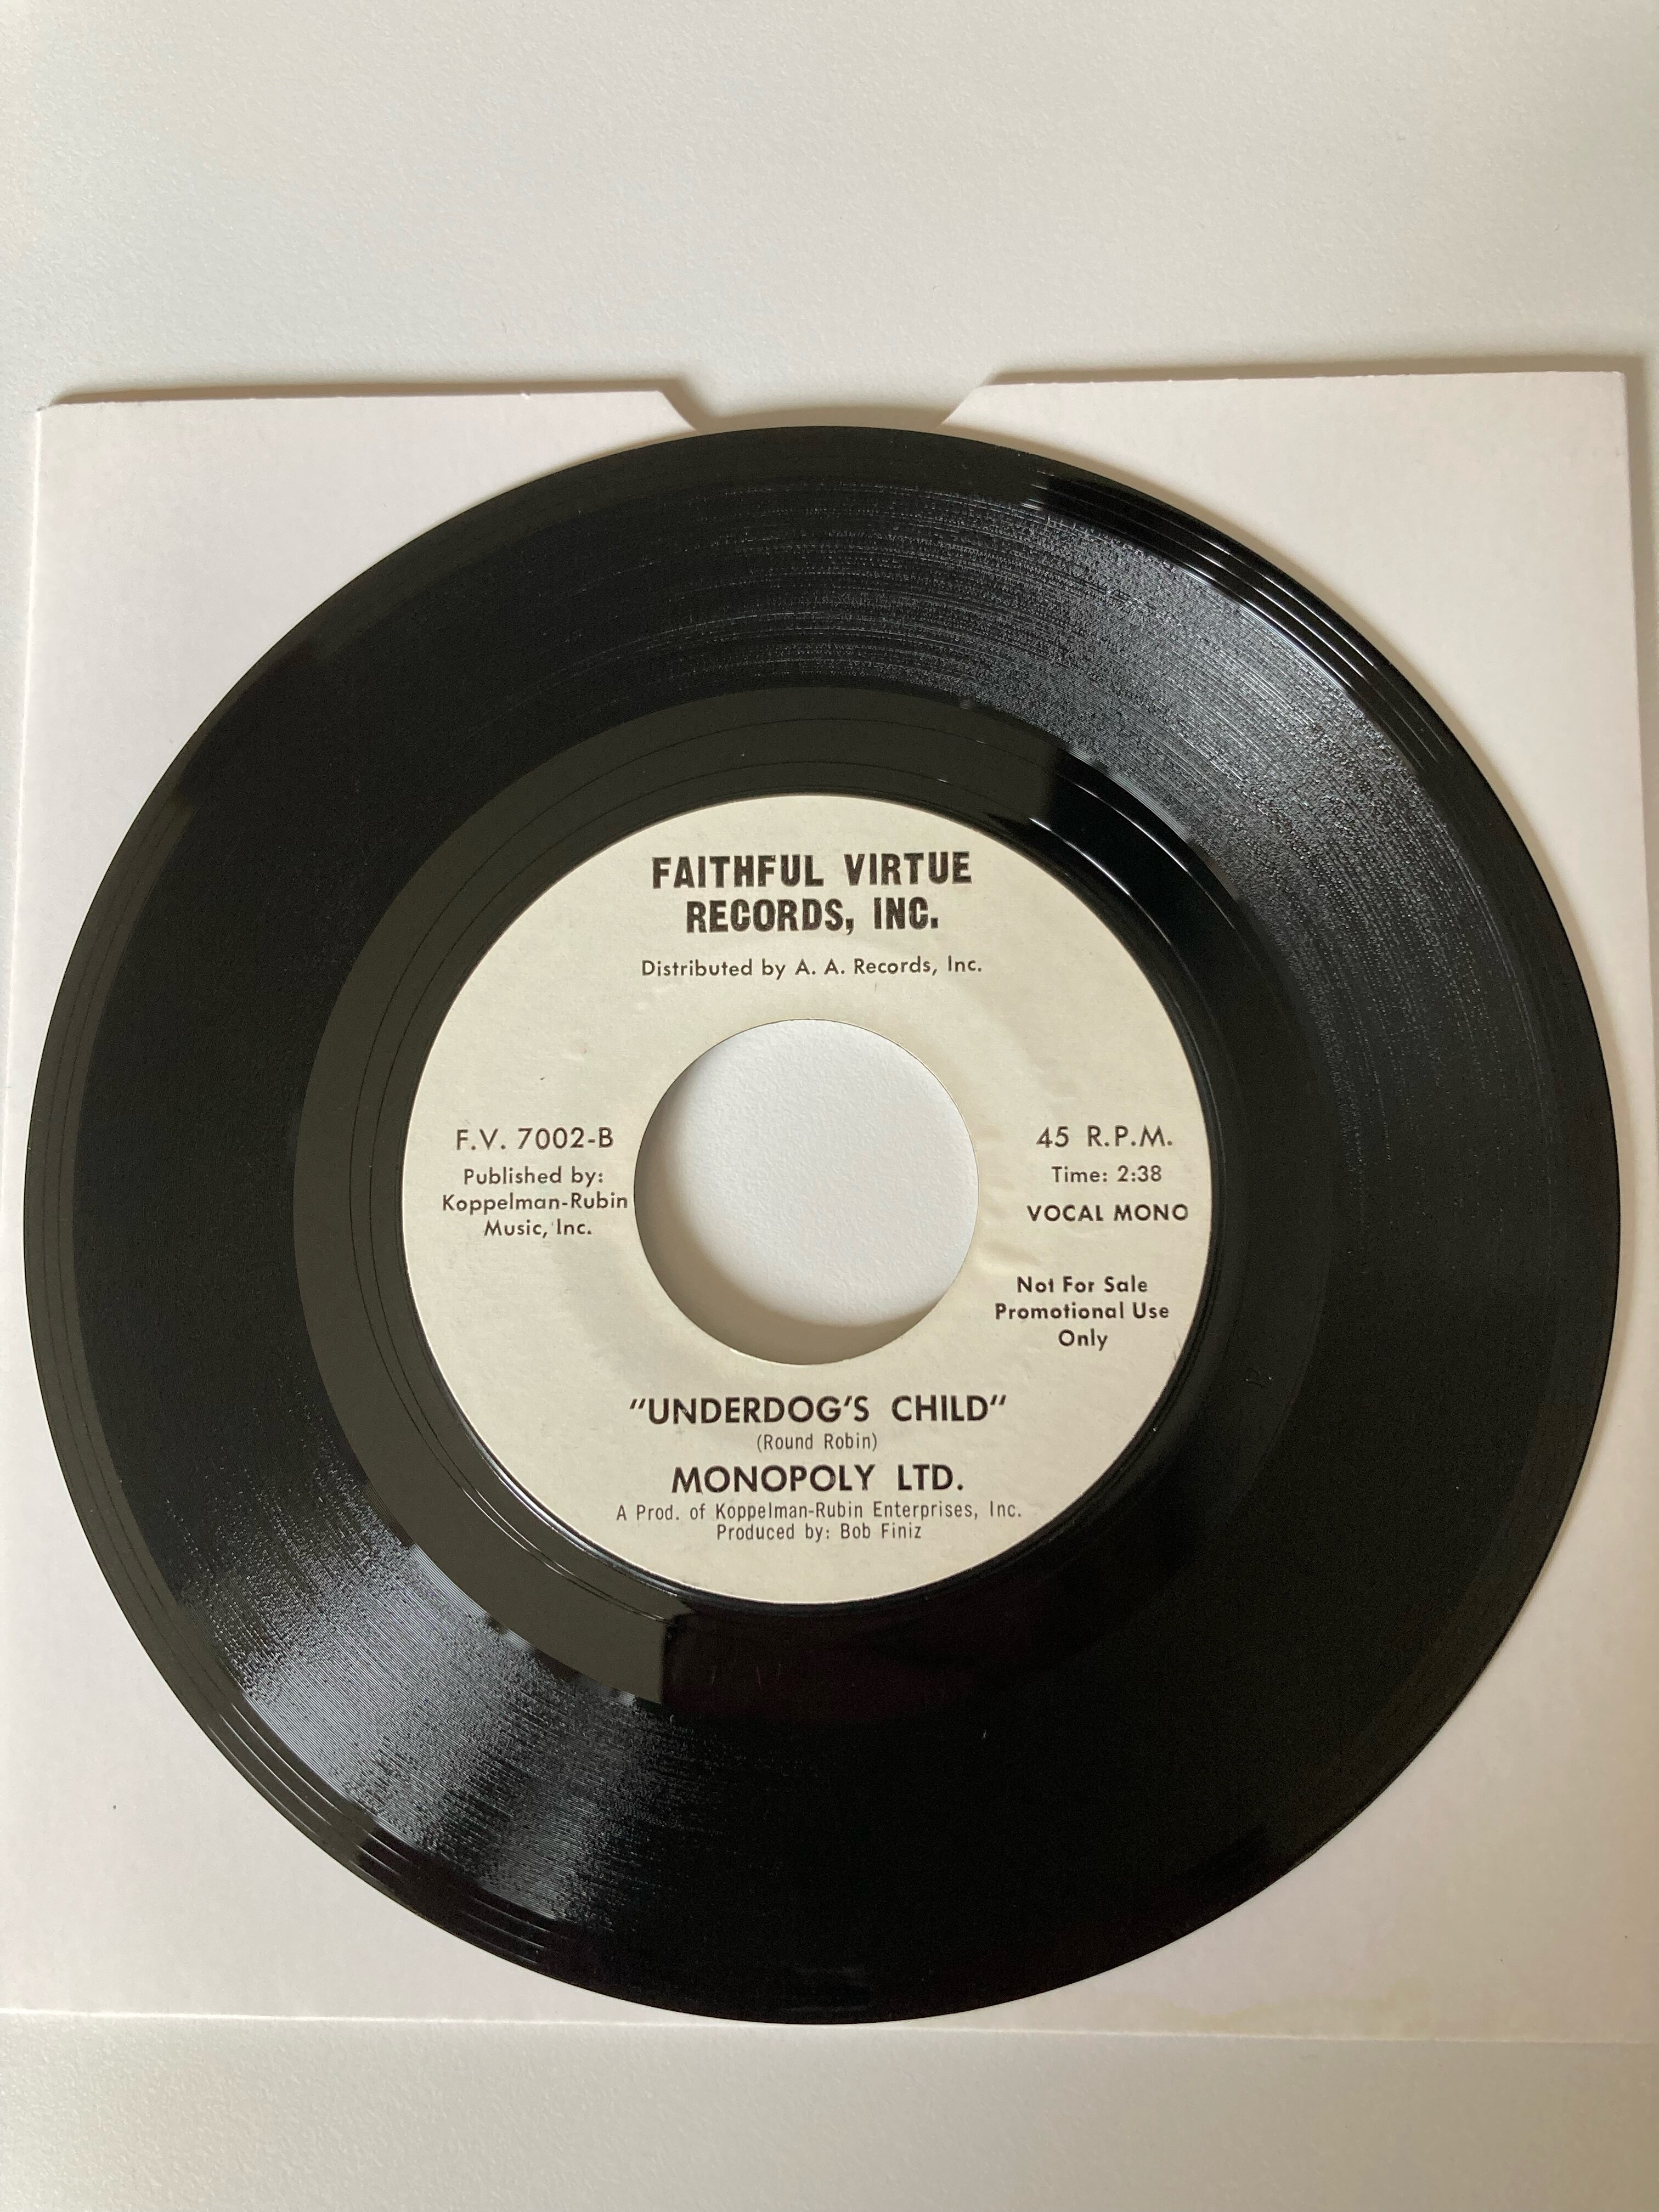 FAITHFUL VIRTUE
RECORDS, INC.
Distributed by A. A. Records, Inc.
F.V. 7002-B
Published by:
Koppelman-Rubin
Music, Inc.
45 R.P.M.
Time: 2:38
VOCAL MONO
Not For Sale
Promotional Use
Only
"UNDERDOG'S CHILD"
(Round Robin)
MONOPOLY LTD.
A Prod. of Koppelman-Rubin Enterprises, Inc.
Produced by: Bob Finiz